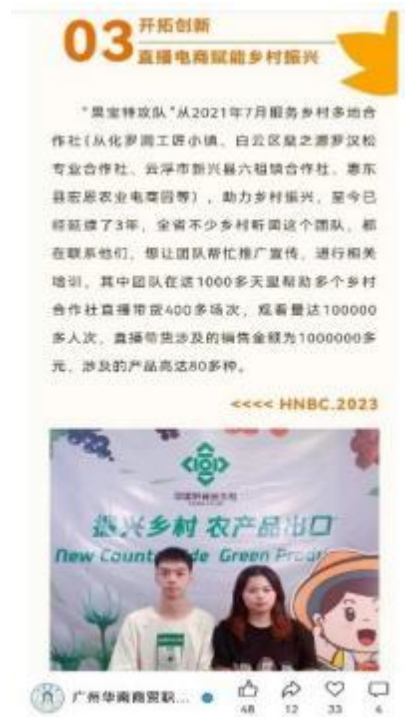 03 开拓创新
直播电商赋能乡村振兴
"果宝特攻队"从2021年7月服务乡村多地合
作社(从化罗洞工匠小镇、白云区皇之源罗汉松
专业合作社、云浮市新兴县六祖镇合作社、惠东
县宏恩农业电商园等),助力乡村振兴,至今已
经延续了3年,全省不少乡村听闻这个团队,都
在联系他们,想让团队帮忙推广宣传,进行相关
培训,其中团队在这1000多天里帮助多个乡村
合作社直播带货400多场次,观看量达100000
多人次,直播带货涉及的销售金额为1000000多
元,涉及的产品高达80多种。
<<<< HNBC.2023
振兴乡村 农产品出口
New Countryside Green
广州华南商贸职...
48 12 33 4